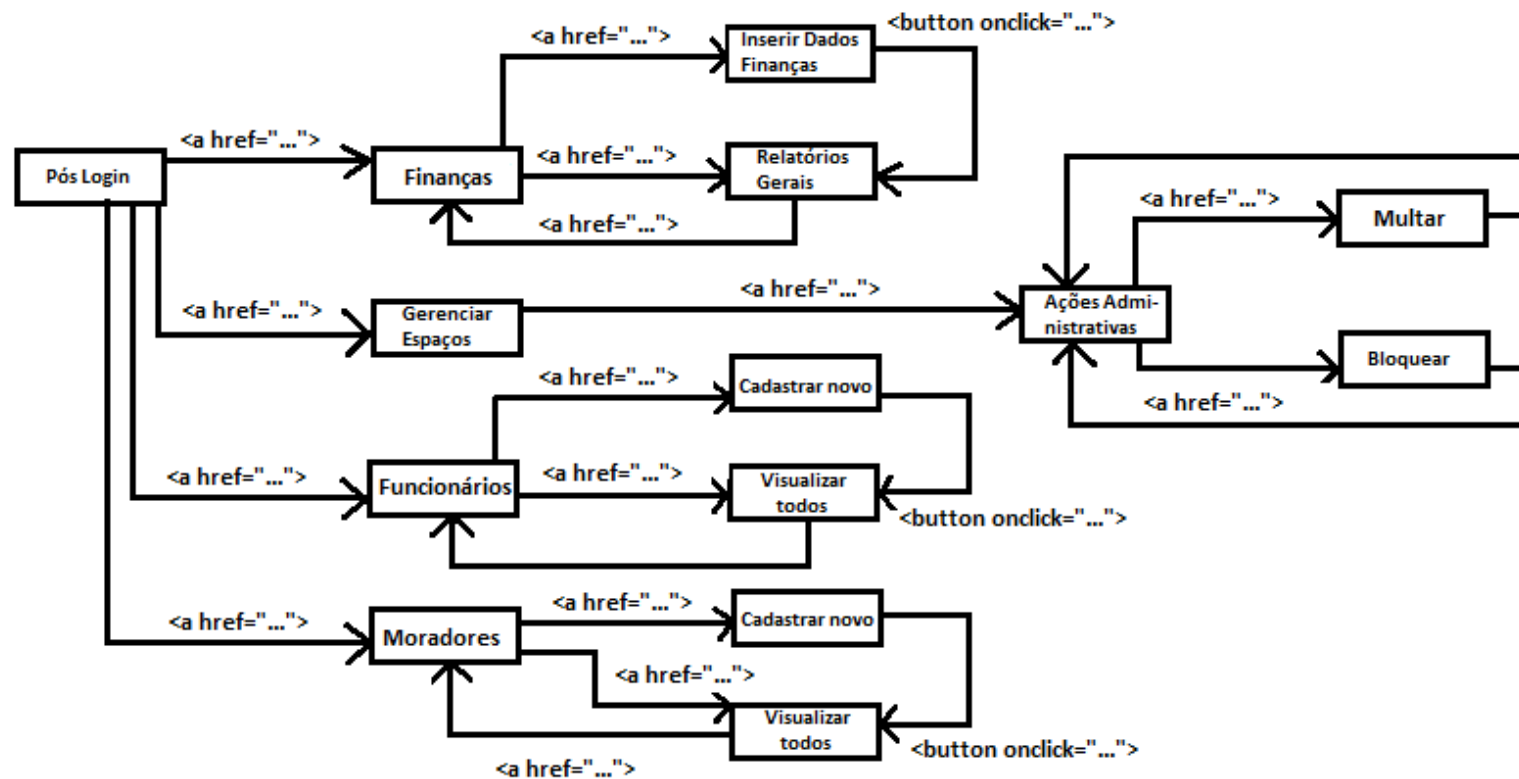 <button onclick="...">
<a href="...">
Inserir Dados
Finanças
<a href="...">
Pós Login
Finanças
<a href="...">
Relatórios
Gerais
<a href="...">
<a href="...">
Multar
<a href="...">
Gerenciar
Espaços
<a href="...">
Ações Admi-
nistrativas
Bloquear
<a href="...">
<a href="...">
Cadastrar novo
<a href="...">
Funcionários
<a href="...">
Visualizar
todos
<button onclick="...">
<a href="...">
Moradores
<a href="...">
Cadastrar novo
<a href="...">
Visualizar
todos
<button onclick="...">
<a href="...">